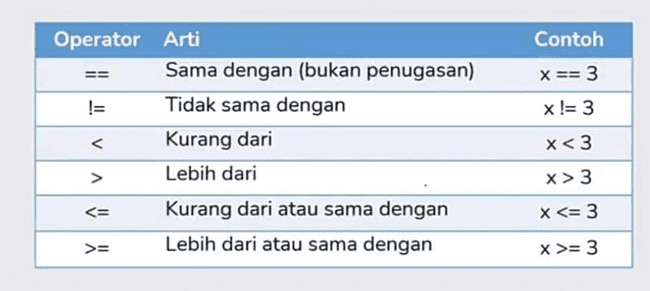 Operator Arti Contoh
== Sama dengan (bukan penugasan) x == 3
!= Tidak sama dengan x != 3
< Kurang dari x < 3
> Lebih dari x > 3
<= Kurang dari atau sama dengan x <= 3
>= Lebih dari atau sama dengan x >= 3